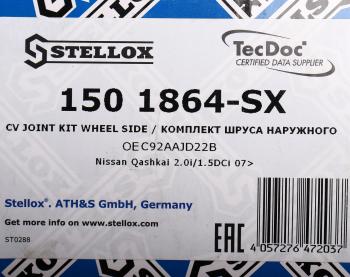 STELLOX
TecDoc
CERTIFIED DATA SUPPLIER
150 1864-SX
CV JOINT KIT WHEEL SIDE / КОМПЛЕКТ ШРУСА НАРУЖНОГО
OEC92AAJD22B
Nissan Qashkai 2.0i/1.5DCi 07>
Stellox®. ATH&S GmbH, Germany
Get more info on www.stellox.com
ST0288
EAC
4 057276 472037